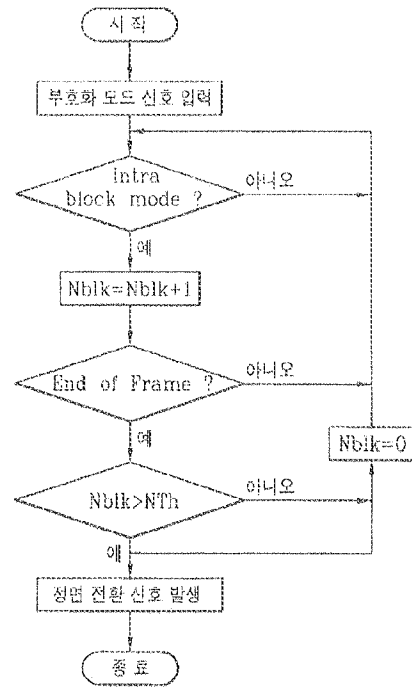 시 작
부호화 모드 신호 입력
intra
block mode ?
아니오
예
Nblk=Nblk+1
End of Frame ?
아니오
예
Nblk=0
Nblk>NTh
아니오
예
정면 전환 신호 발생
종 료